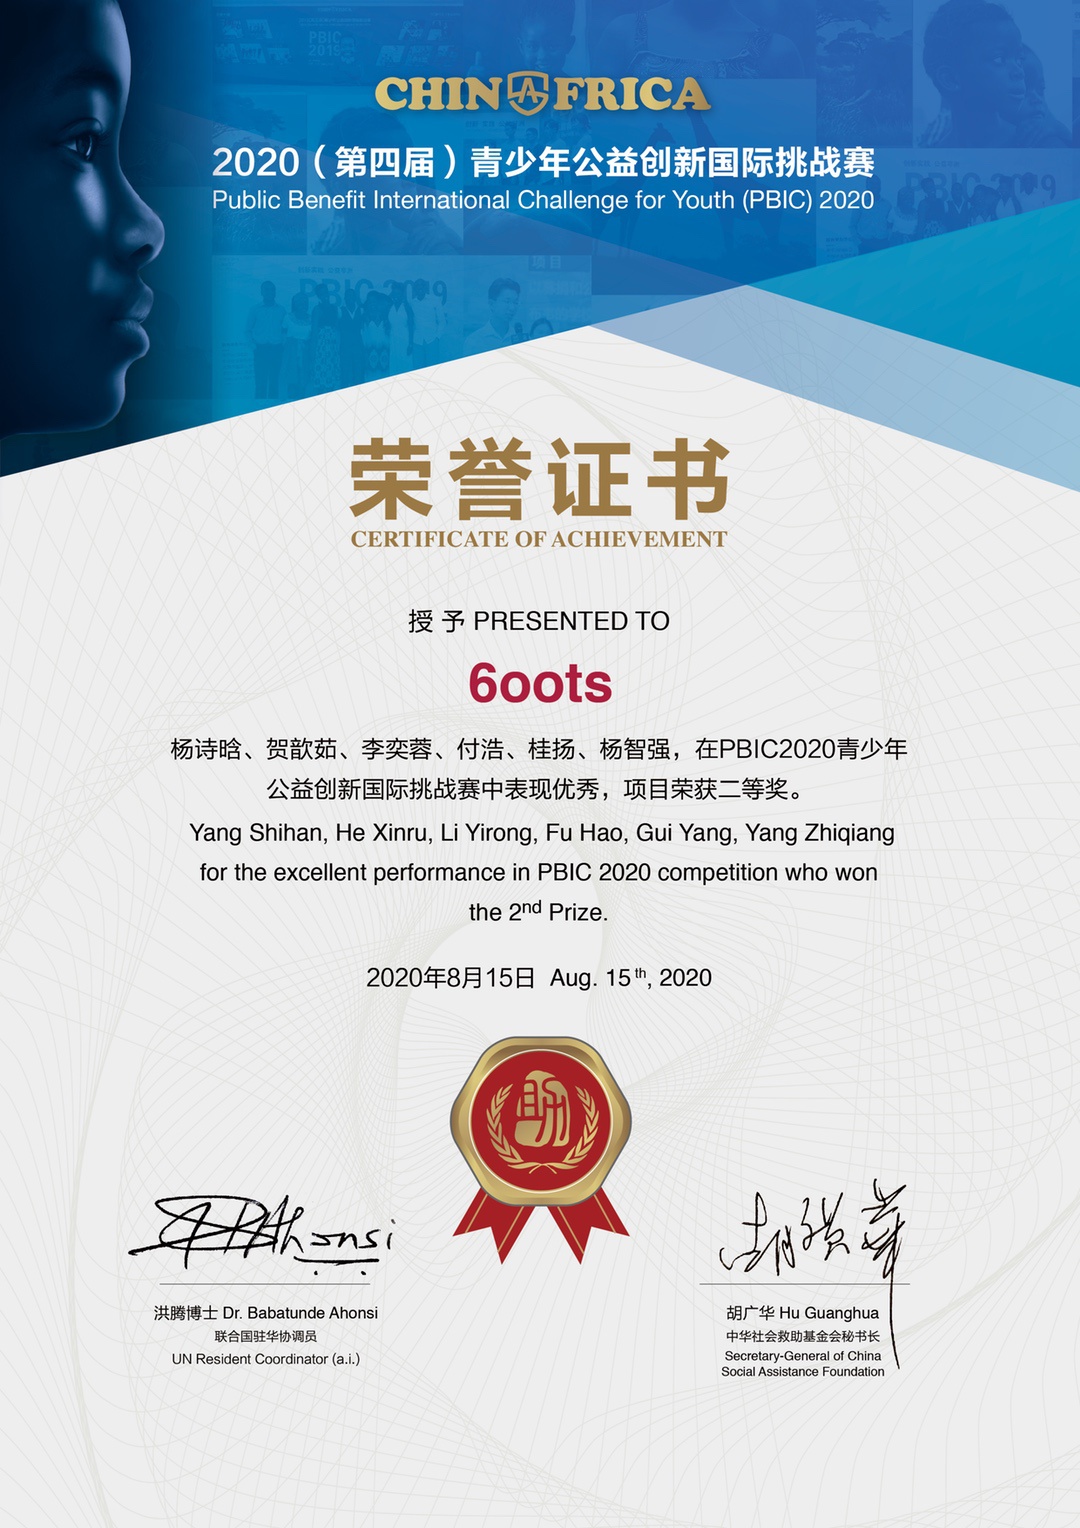 CHINAFRICA
2020（第四届）青少年公益创新国际挑战赛
Public Benefit International Challenge for Youth (PBIC) 2020
PBIC 2019
荣誉证书
CERTIFICATE OF ACHIEVEMENT
授 予 PRESENTED TO
6oots
杨诗晗、贺歆茹、李奕蓉、付浩、桂扬、杨智强，在PBIC2020青少年
公益创新国际挑战赛中表现优秀，项目荣获二等奖。
Yang Shihan, He Xinru, Li Yirong, Fu Hao, Gui Yang, Yang Zhiqiang
for the excellent performance in PBIC 2020 competition who won
the 2nd Prize.
2020年8月15日 Aug. 15th, 2020
助
Ahonsi
洪腾博士 Dr. Babatunde Ahonsi
联合国驻华协调员
UN Resident Coordinator (a.i.)
胡广华 Hu Guanghua
中华社会救助基金会秘书长
Secretary-General of China
Social Assistance Foundation